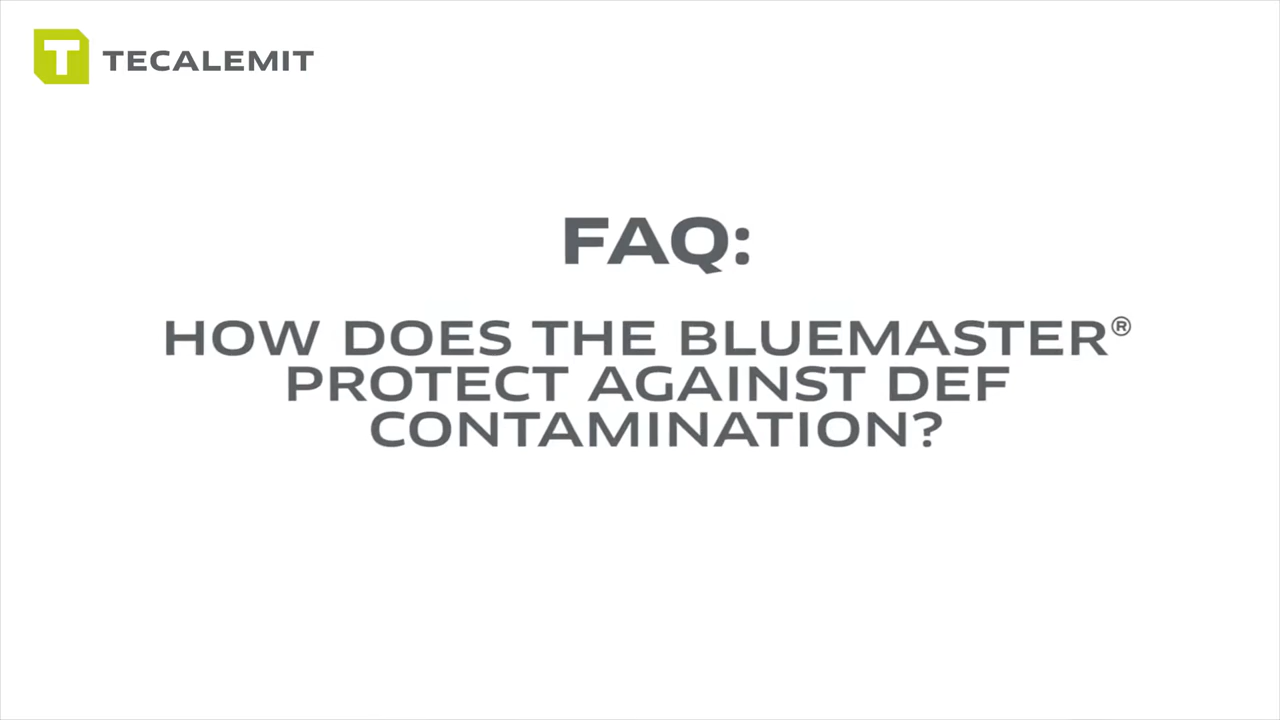 TECALEMIT
FAQ:
HOW DOES THE BLUEMASTER®
PROTECT AGAINST DEF
CONTAMINATION?